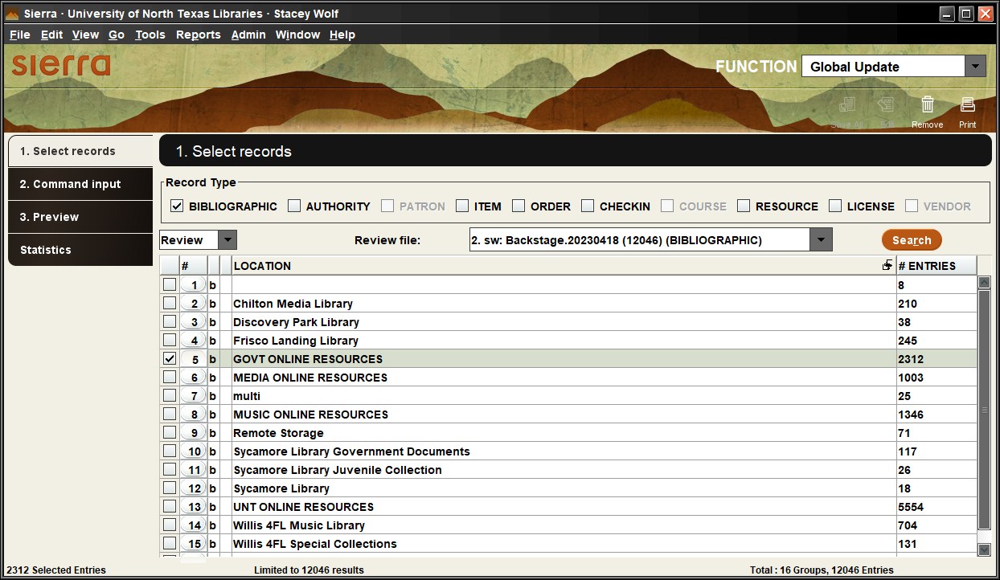 Sierra · University of North Texas Libraries · Stacey Wolf
File Edit View Go Tools Reports Admin Window Help
sierra
FUNCTION Global Update
Save All Edit Remove Print
1. Select records
2. Command input
3. Preview
Statistics
1. Select records
Record Type
BIBLIOGRAPHIC AUTHORITY PATRON ITEM ORDER CHECKIN COURSE RESOURCE LICENSE VENDOR
Review Review file: 2. sw: Backstage.20230418 (12046) (BIBLIOGRAPHIC) Search
# LOCATION # ENTRIES
1 b 8
2 b Chilton Media Library 210
3 b Discovery Park Library 38
4 b Frisco Landing Library 245
5 b GOVT ONLINE RESOURCES 2312
6 b MEDIA ONLINE RESOURCES 1003
7 b multi 25
8 b MUSIC ONLINE RESOURCES 1346
9 b Remote Storage 71
10 b Sycamore Library Government Documents 117
11 b Sycamore Library Juvenile Collection 26
12 b Sycamore Library 18
13 b UNT ONLINE RESOURCES 5554
14 b Willis 4FL Music Library 704
15 b Willis 4FL Special Collections 131
2312 Selected Entries Limited to 12046 results Total : 16 Groups, 12046 Entries